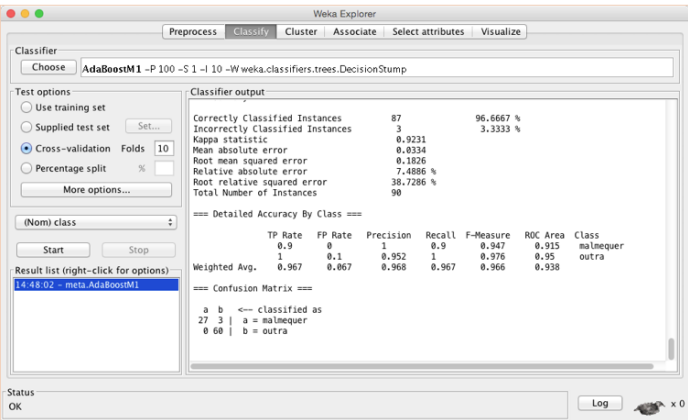 Weka Explorer
Preprocess Classify Cluster Associate Select attributes Visualize
Classifier
Choose AdaBoostM1 -P 100 -S 1 -I 10 -W weka.classifiers.trees.DecisionStump
Test options
Use training set
Supplied test set Set...
Cross-validation Folds 10
Percentage split %
More options...
(Nom) class
Start Stop
Result list (right-click for options)
14:48:02 - meta.AdaBoostM1
Classifier output
Correctly Classified Instances 87 96.6667 %
Incorrectly Classified Instances 3 3.3333 %
Kappa statistic 0.9231
Mean absolute error 0.0334
Root mean squared error 0.1826
Relative absolute error 7.4886 %
Root relative squared error 38.7286 %
Total Number of Instances 90
=== Detailed Accuracy By Class ===
TP Rate FP Rate Precision Recall F-Measure ROC Area Class
0.9 0 1 0.9 0.947 0.915 malmequer
1 0.1 0.952 1 0.976 0.95 outra
Weighted Avg. 0.967 0.067 0.968 0.967 0.966 0.938
=== Confusion Matrix ===
a b <-- classified as
27 3 | a = malmequer
0 60 | b = outra
Status
OK
Log x 0